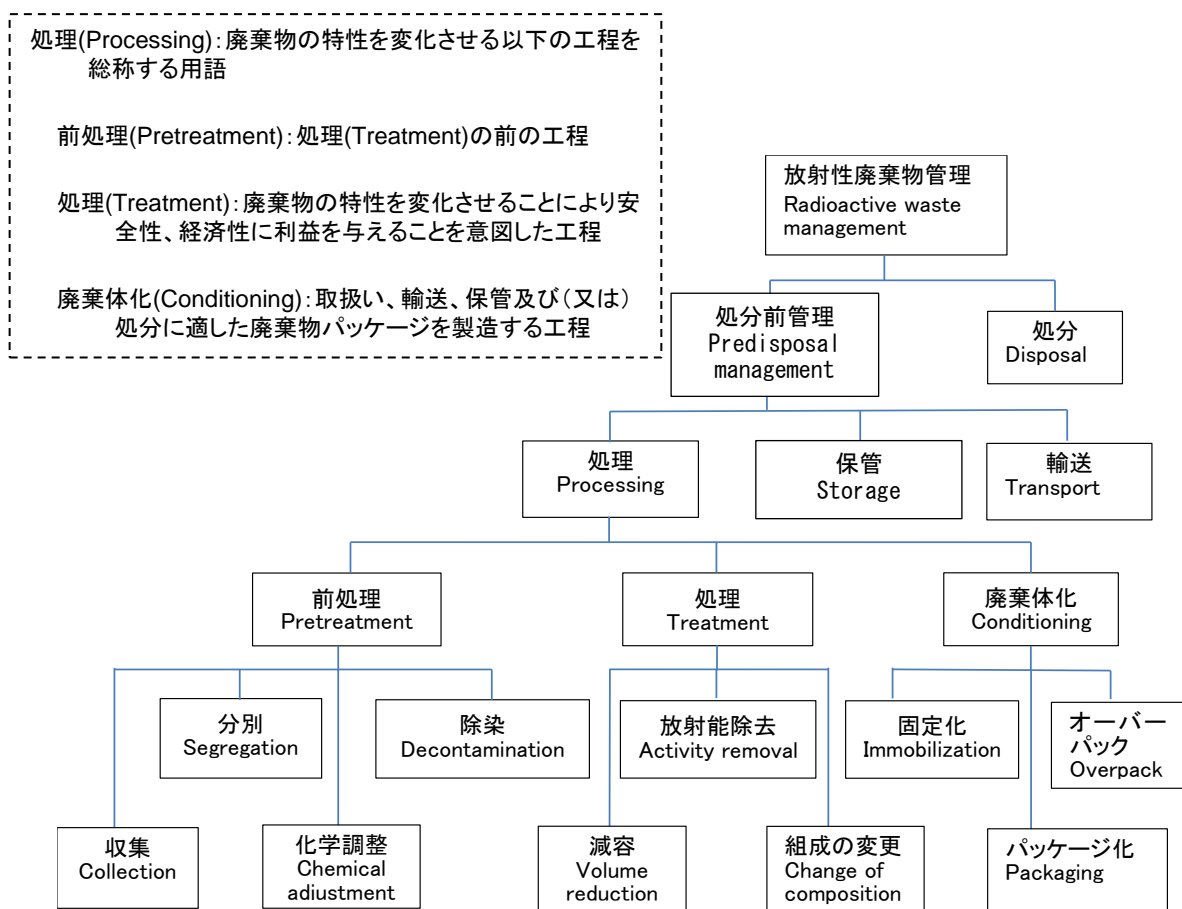 処理(Processing)：廃棄物の特性を変化させる以下の工程を
総称する用語
前処理(Pretreatment)：処理(Treatment)の前の工程
処理(Treatment)：廃棄物の特性を変化させることにより安
全性、経済性に利益を与えることを意図した工程
廃棄体化(Conditioning)：取扱い、輸送、保管及び（又は）
処分に適した廃棄物パッケージを製造する工程
放射性廃棄物管理
Radioactive waste
management
処分前管理
Predisposal
management
処分
Disposal
処理
Processing
保管
Storage
輸送
Transport
前処理
Pretreatment
処理
Treatment
廃棄体化
Conditioning
分別
Segregation
除染
Decontamination
放射能除去
Activity removal
固定化
Immobilization
オーバー
パック
Overpack
収集
Collection
化学調整
Chemical
adiustment
減容
Volume
reduction
組成の変更
Change of
composition
パッケージ化
Packaging